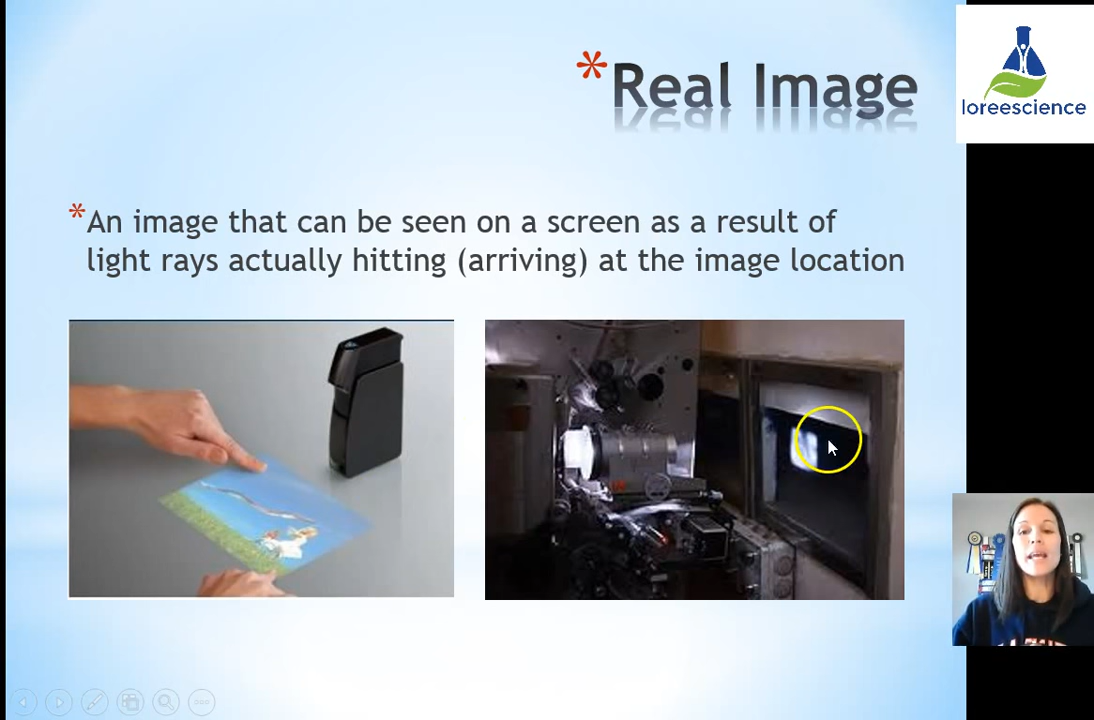 *Real Image
loreescience
*An image that can be seen on a screen as a result of
light rays actually hitting (arriving) at the image location